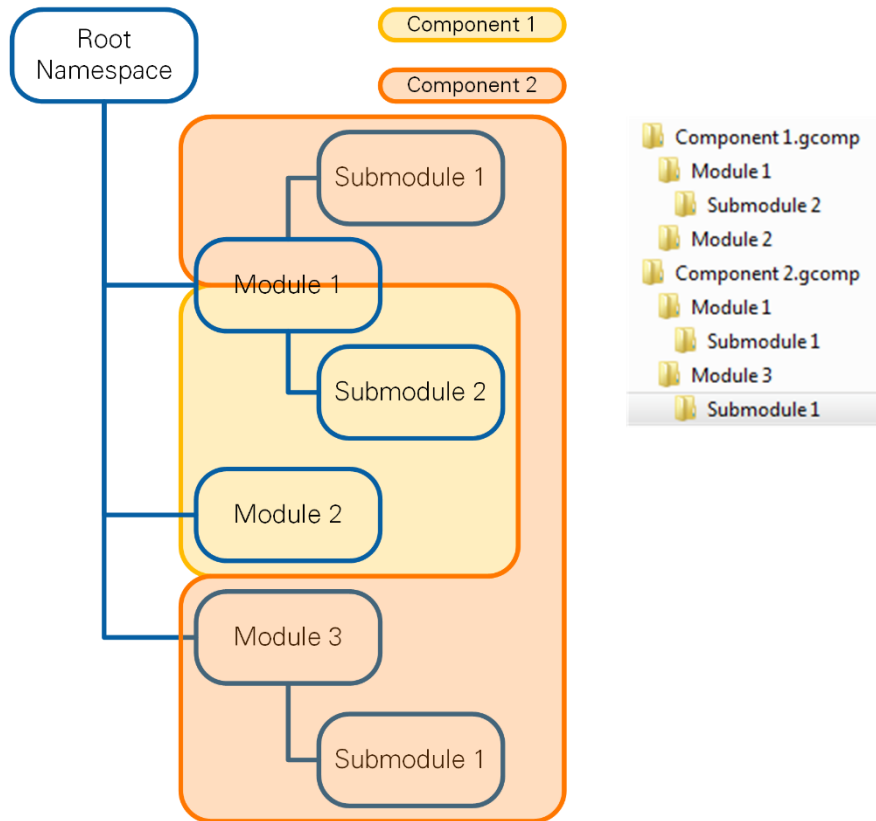 Root
Namespace
Component 1
Component 2
Submodule 1
Module 1
Submodule 2
Module 2
Module 3
Submodule 1
Component 1.gcomp
Module 1
Submodule 2
Module 2
Component 2.gcomp
Module 1
Submodule 1
Module 3
Submodule 1